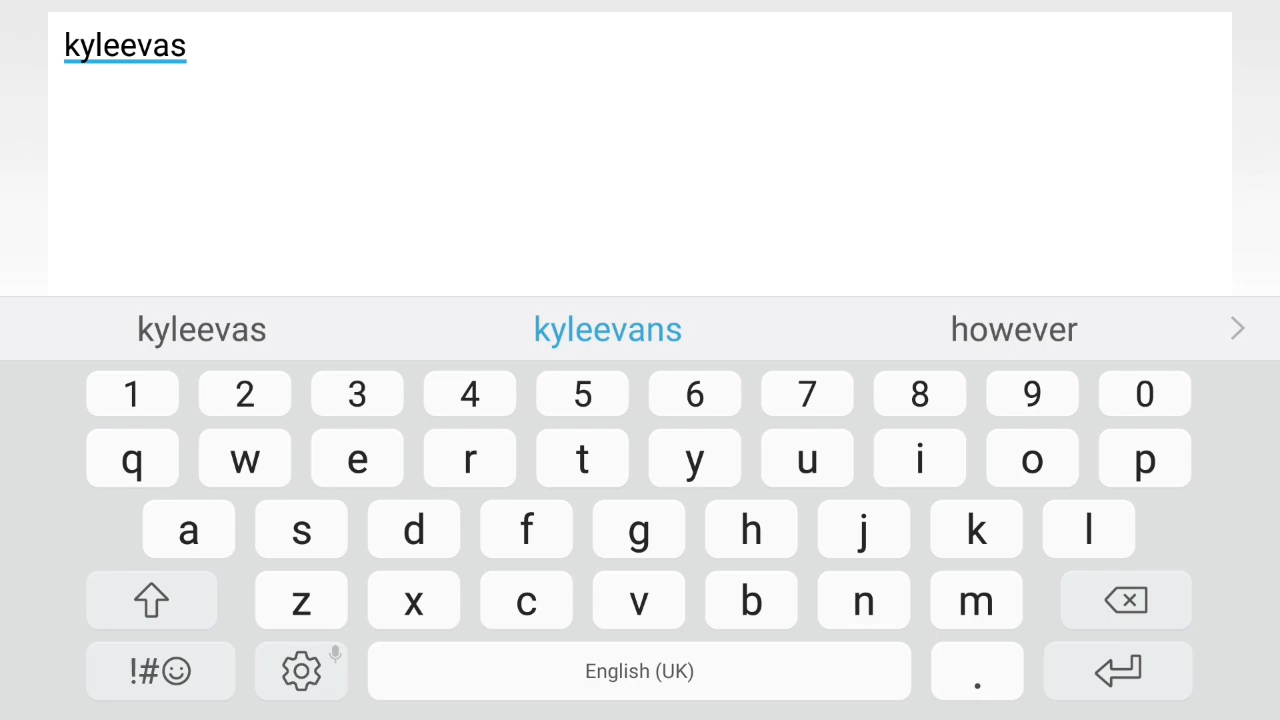 kyleevas
kyleevas kyleevans however
1 2 3 4 5 6 7 8 9 0
q w e r t y u i o p
a s d f g h j k l
z x c v b n m
!# English (UK) .